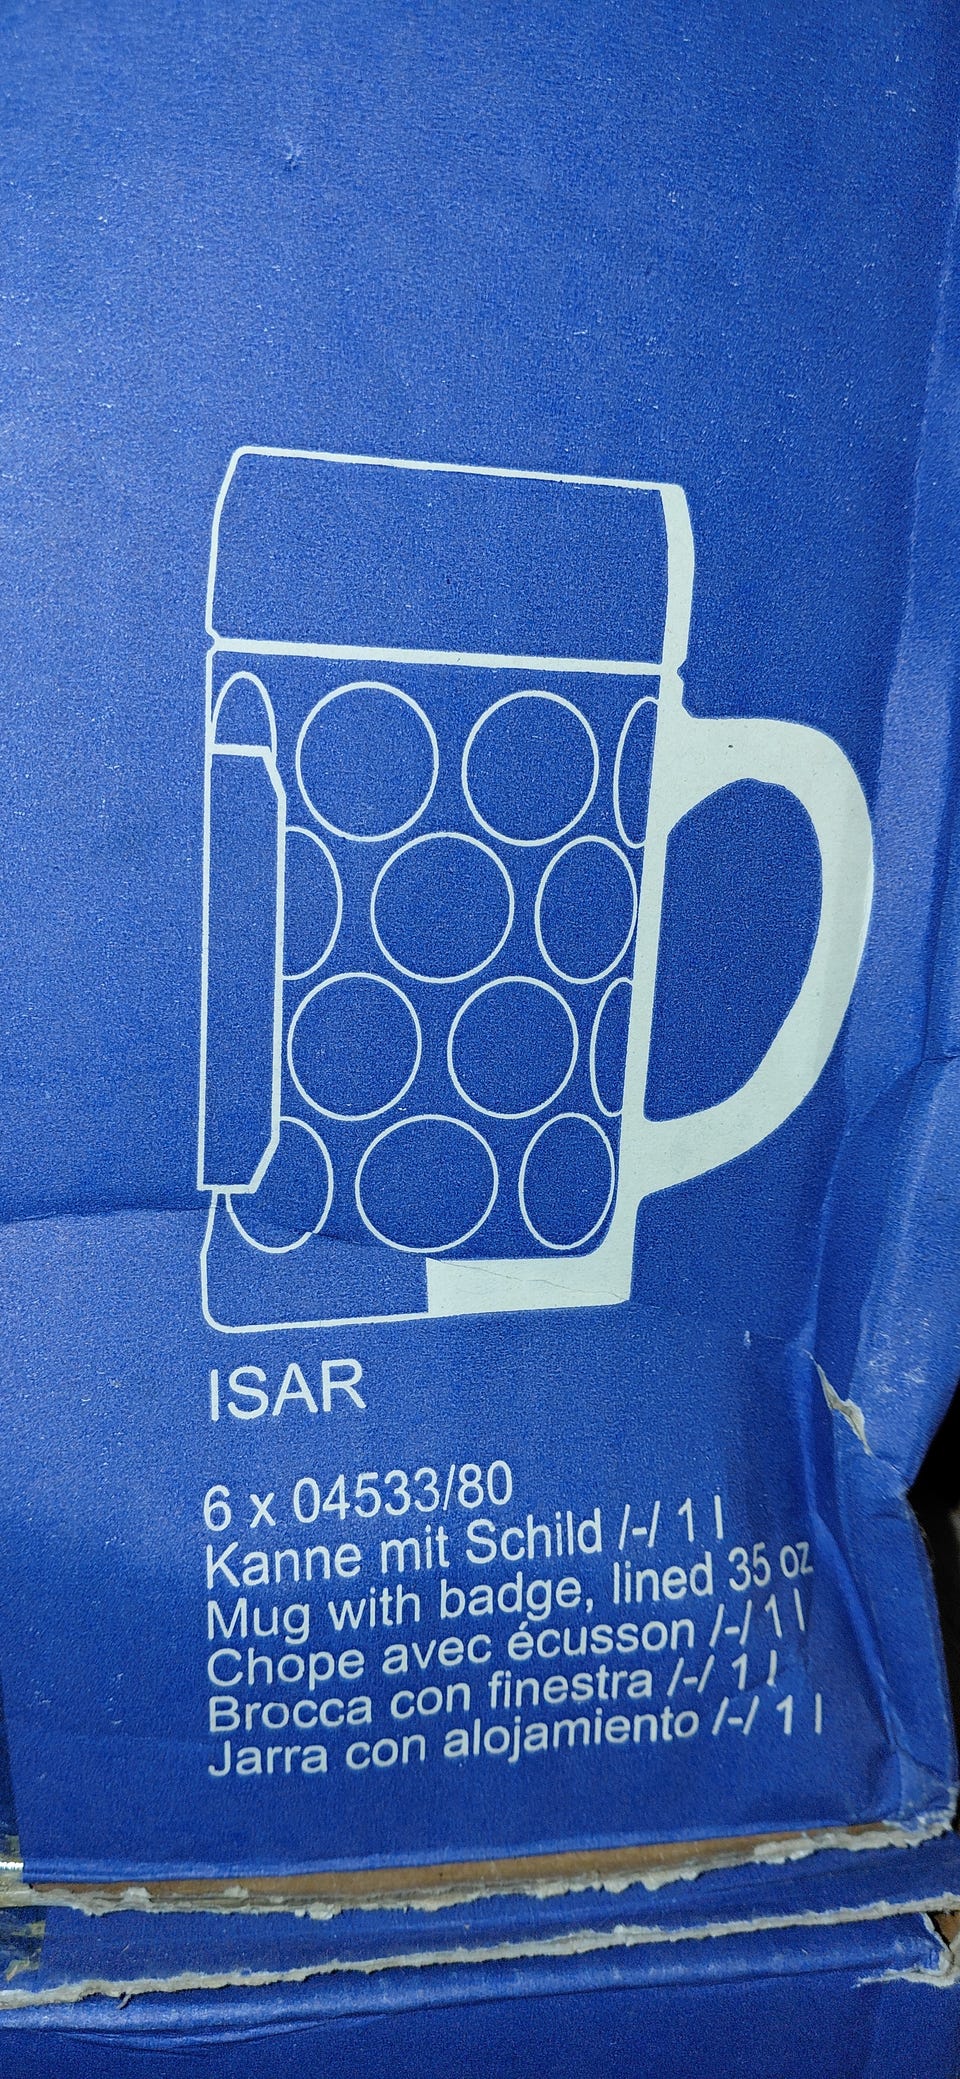 ISAR
6 x 04533/80
Kanne mit Schild /-/ 1 l
Mug with badge, lined 35 oz
Chope avec écusson /-/ 1 l
Brocca con finestra /-/ 1 l
Jarra con alojamiento /-/ 1 l